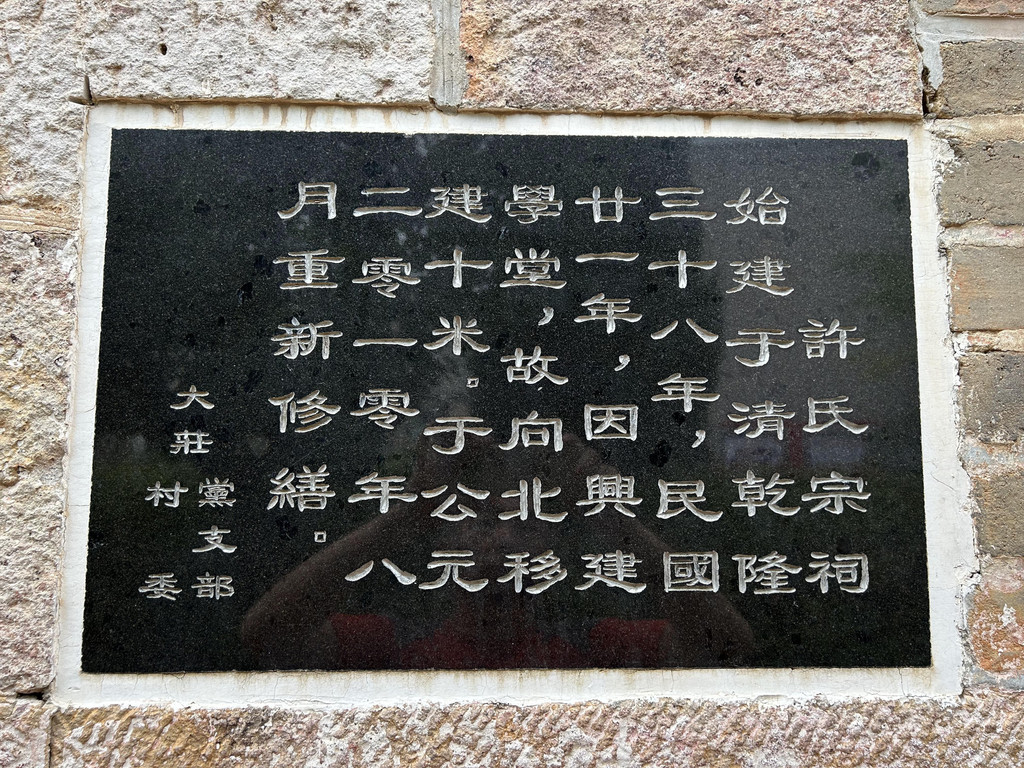 許氏宗祠
始建于清乾隆
三十八年，民國
廿一年，因興建
學堂，故向北移
建十米。于公元
二零一零年八
月重新修繕。
大莊
黨支部
村委